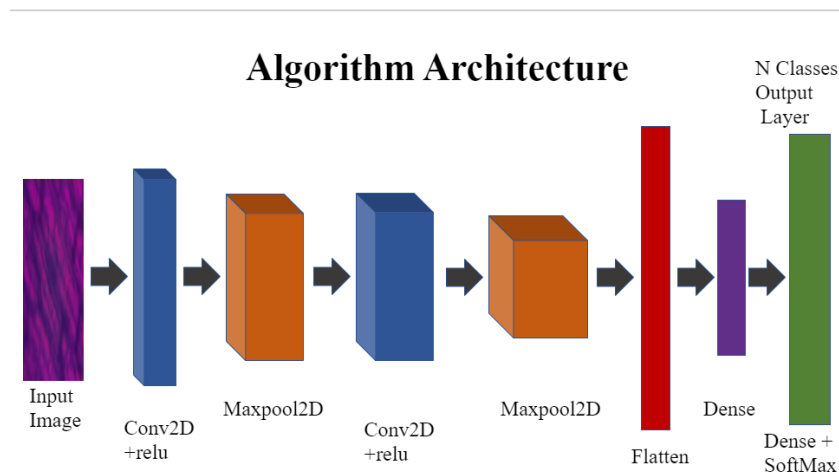 Algorithm Architecture
N Classes
Output
Layer
Input
Image
Conv2D
+relu
Maxpool2D
Conv2D
+relu
Maxpool2D
Flatten
Dense
Dense +
SoftMax